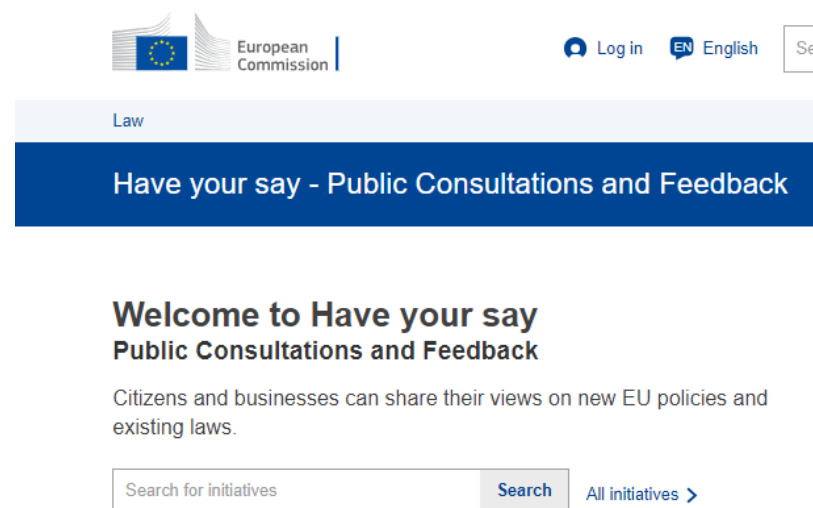 European
Commission
Log in
EN
English
Law
Have your say - Public Consultations and Feedback
Welcome to Have your say
Public Consultations and Feedback
Citizens and businesses can share their views on new EU policies and
existing laws.
Search for initiatives
Search
All initiatives